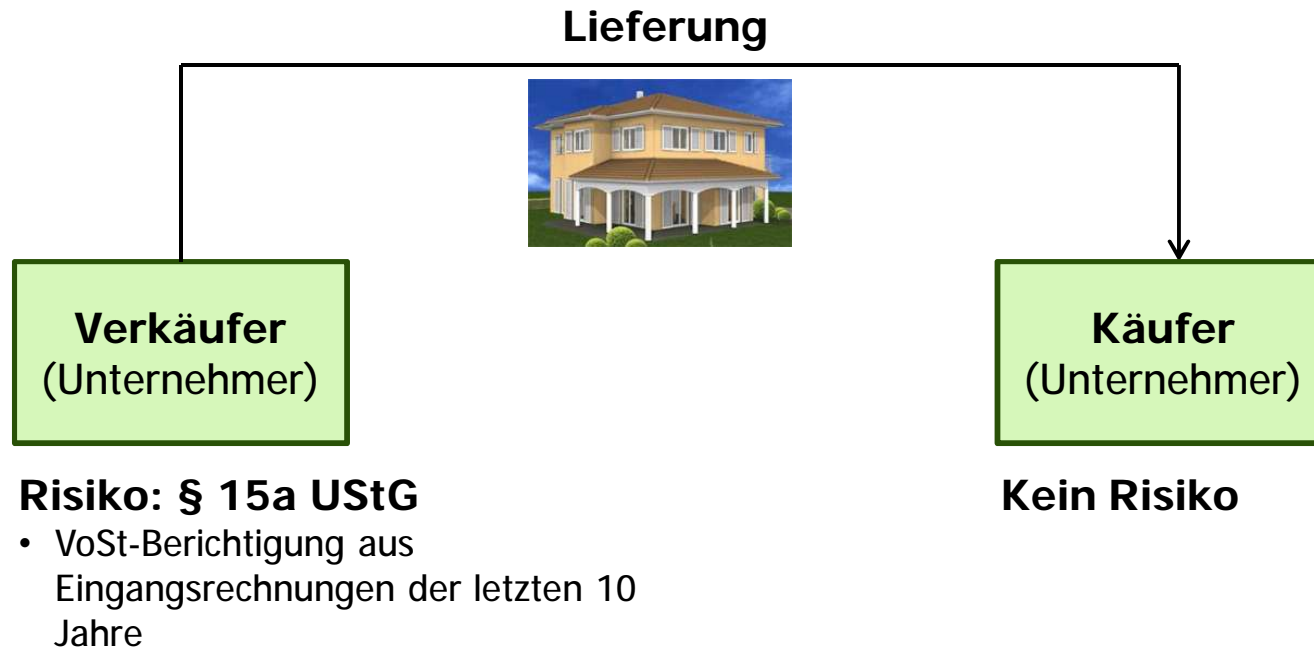 Lieferung
Verkäufer
(Unternehmer)
Käufer
(Unternehmer)
Risiko: § 15a UStG
• VoSt-Berichtigung aus
Eingangsrechnungen der letzten 10
Jahre
Kein Risiko